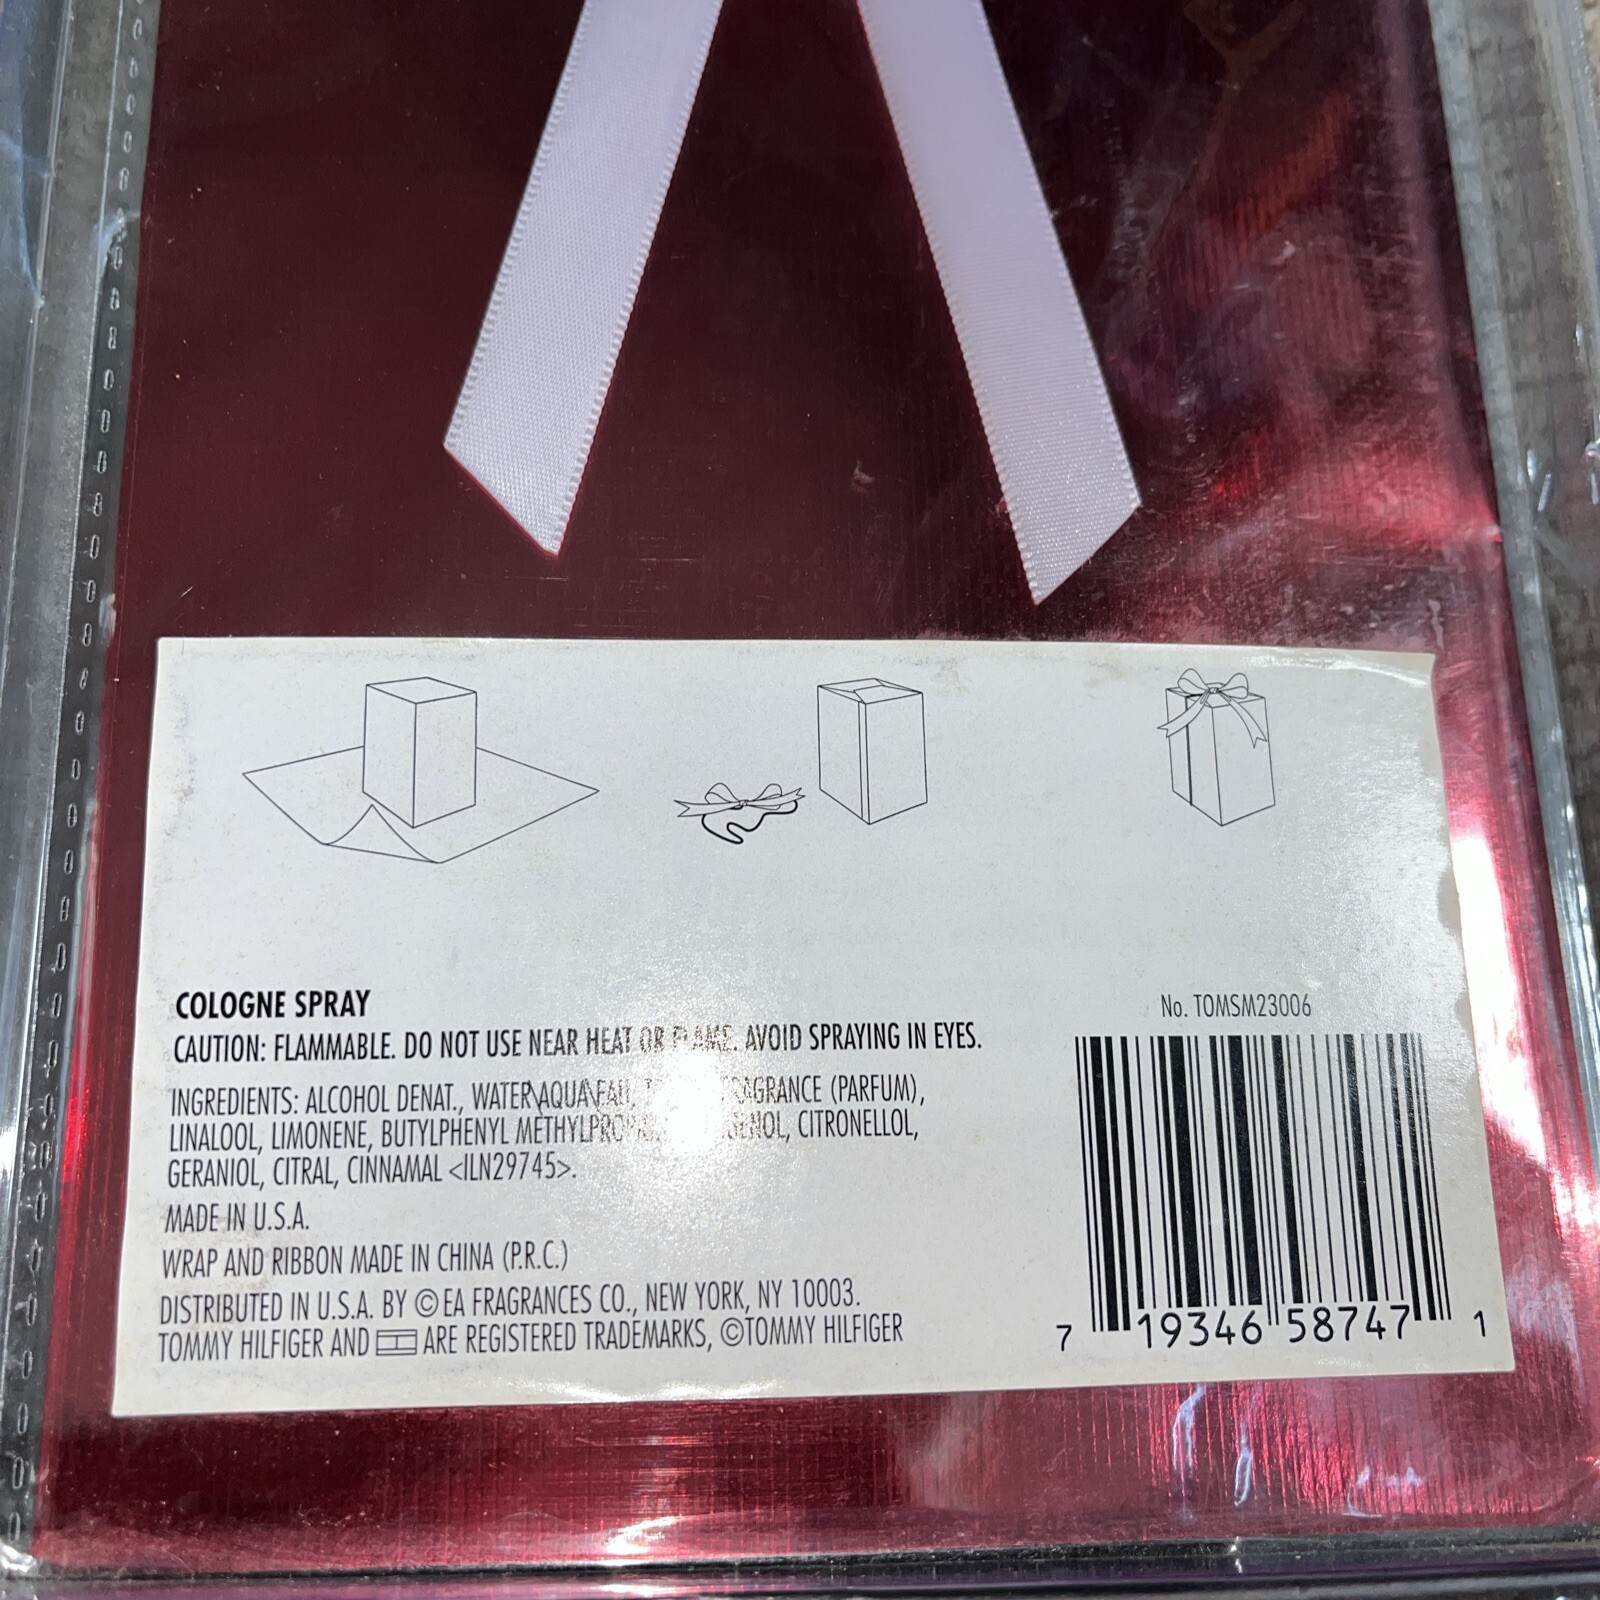 COLOGNE SPRAY
CAUTION: FLAMMABLE. DO NOT USE NEAR HEAT OR FLAME. AVOID SPRAYING IN EYES.
INGREDIENTS: ALCOHOL DENAT., WATER\AQUA\EAU, FRAGRANCE (PARFUM),
LINALOOL, LIMONENE, BUTYLPHENYL CITRONELLOL,
GERANIOL, CITRAL, CINNAMAL <ILN29745>.
MADE IN U.S.A.
WRAP AND RIBBON MADE IN CHINA (P.R.C.)
DISTRIBUTED IN U.S.A. BY © EA FRAGRANCES CO., NEW YORK, NY 10003.
TOMMY HILFIGER AND ARE REGISTERED TRADEMARKS, ©TOMMY HILFIGER
No. TOMSM23006
7 19346 58747 1